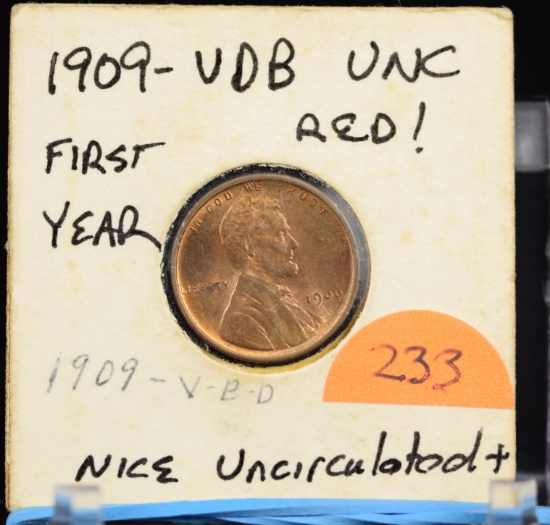 1909-VDB UNC
RED!
FIRST
YEAR
IN GOD WE TRUST
LIBERTY 1909
233
1909-V-B-D
NICE Uncirculated+